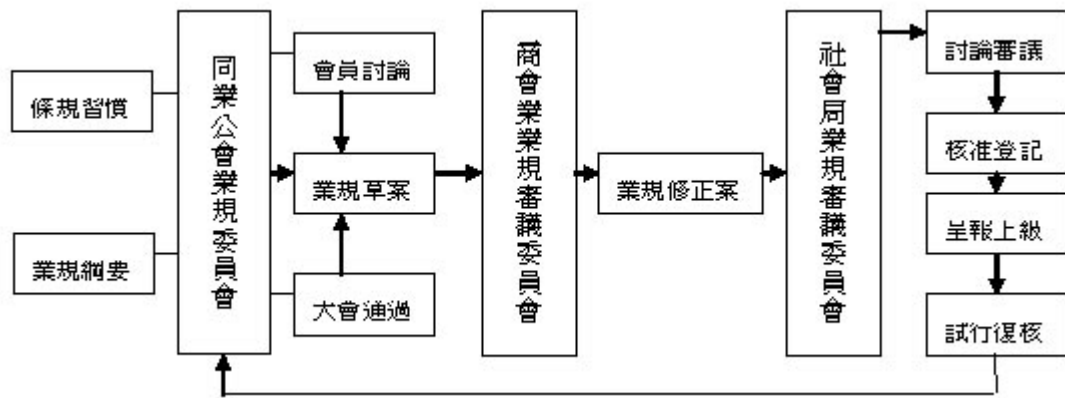 條規習慣
業規綱要
同業公會業規委員會
會員討論
業規草案
大會通過
商會業業規審議委員會
業規修正案
社會局業規審議委員會
討論審議
核准登記
呈報上級
試行復核